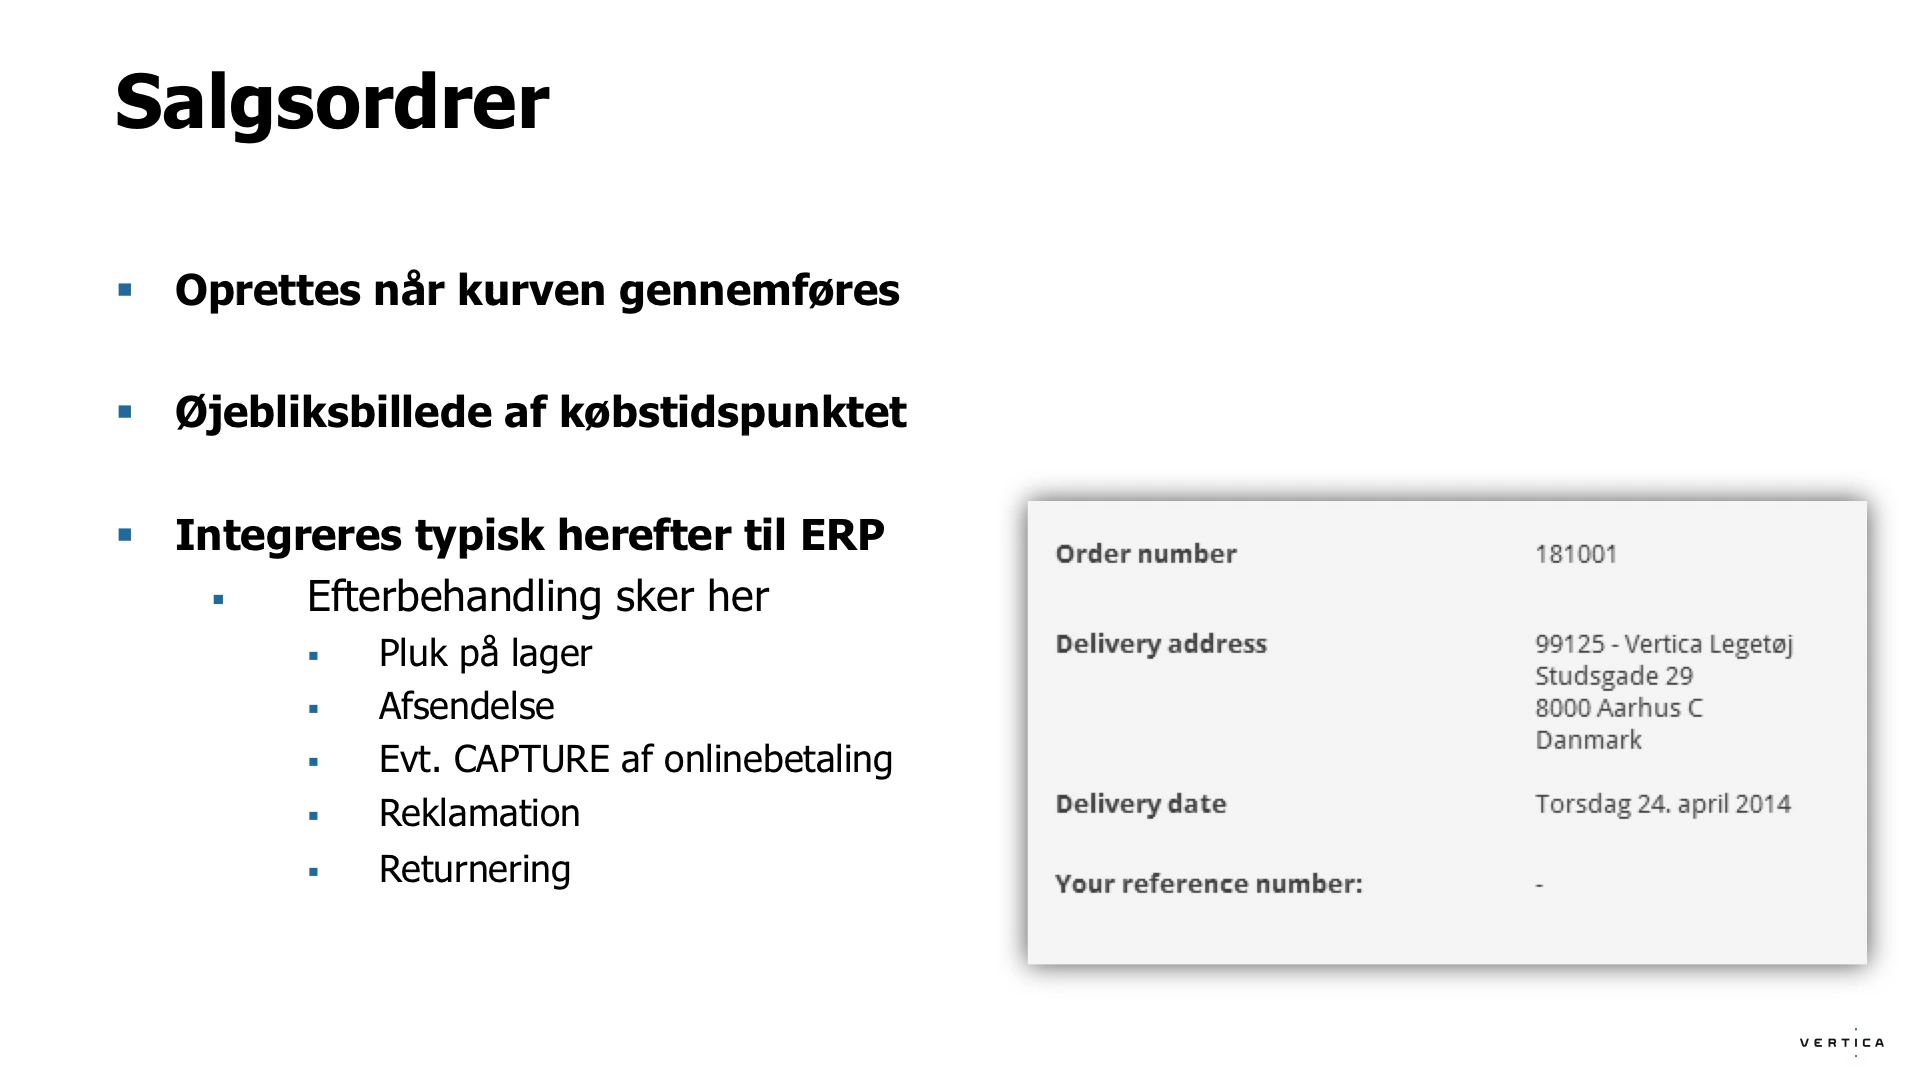 Salgsordrer
Oprettes når kurven gennemføres
Øjebliksbillede af købstidspunktet
Integreres typisk herefter til ERP
Efterbehandling sker her
Pluk på lager
Afsendelse
Evt. CAPTURE af onlinebetaling
Reklamation
Returnering
Order number 181001
Delivery address 99125 - Vertica Legetøj
Studsgade 29
8000 Aarhus C
Danmark
Delivery date Torsdag 24. april 2014
Your reference number: -
VERTICA